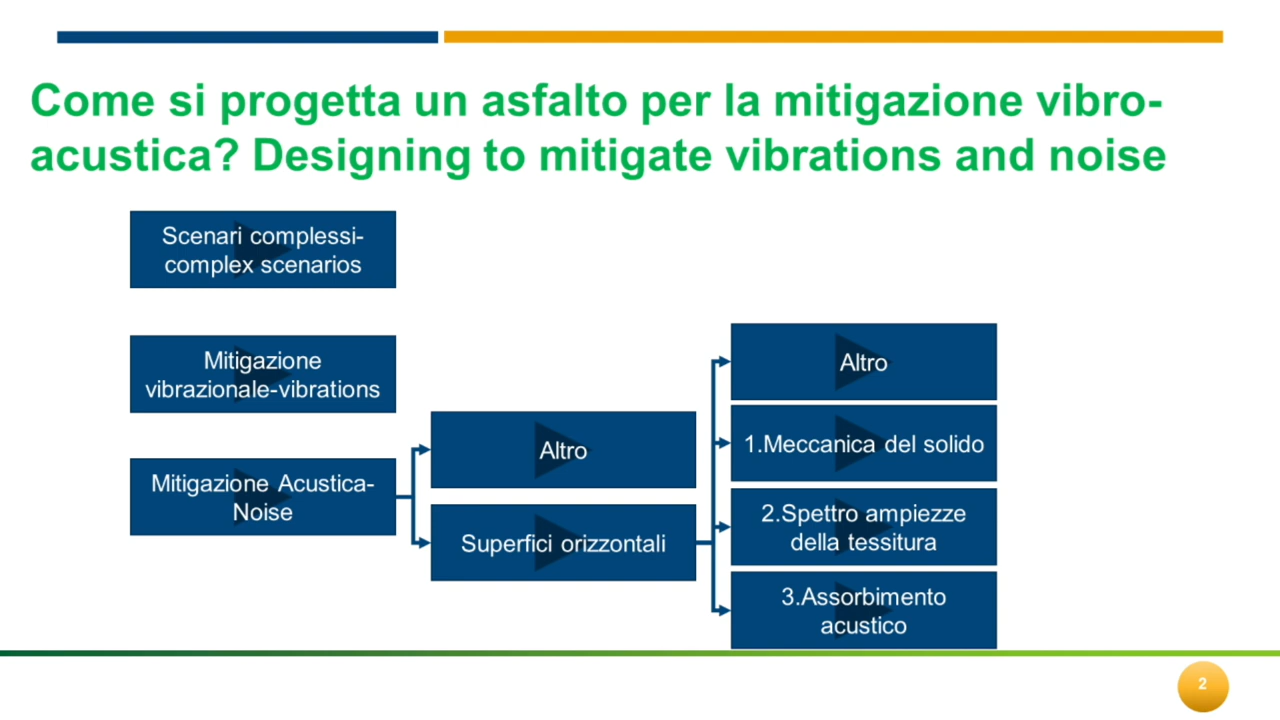 Come si progetta un asfalto per la mitigazione vibro-
acustica? Designing to mitigate vibrations and noise
Scenari complessi-
complex scenarios
Mitigazione
vibrazionale-vibrations
Mitigazione Acustica-
Noise
Altro
Superfici orizzontali
Altro
1.Meccanica del solido
2.Spettro ampiezze
della tessitura
3.Assorbimento
acustico
2